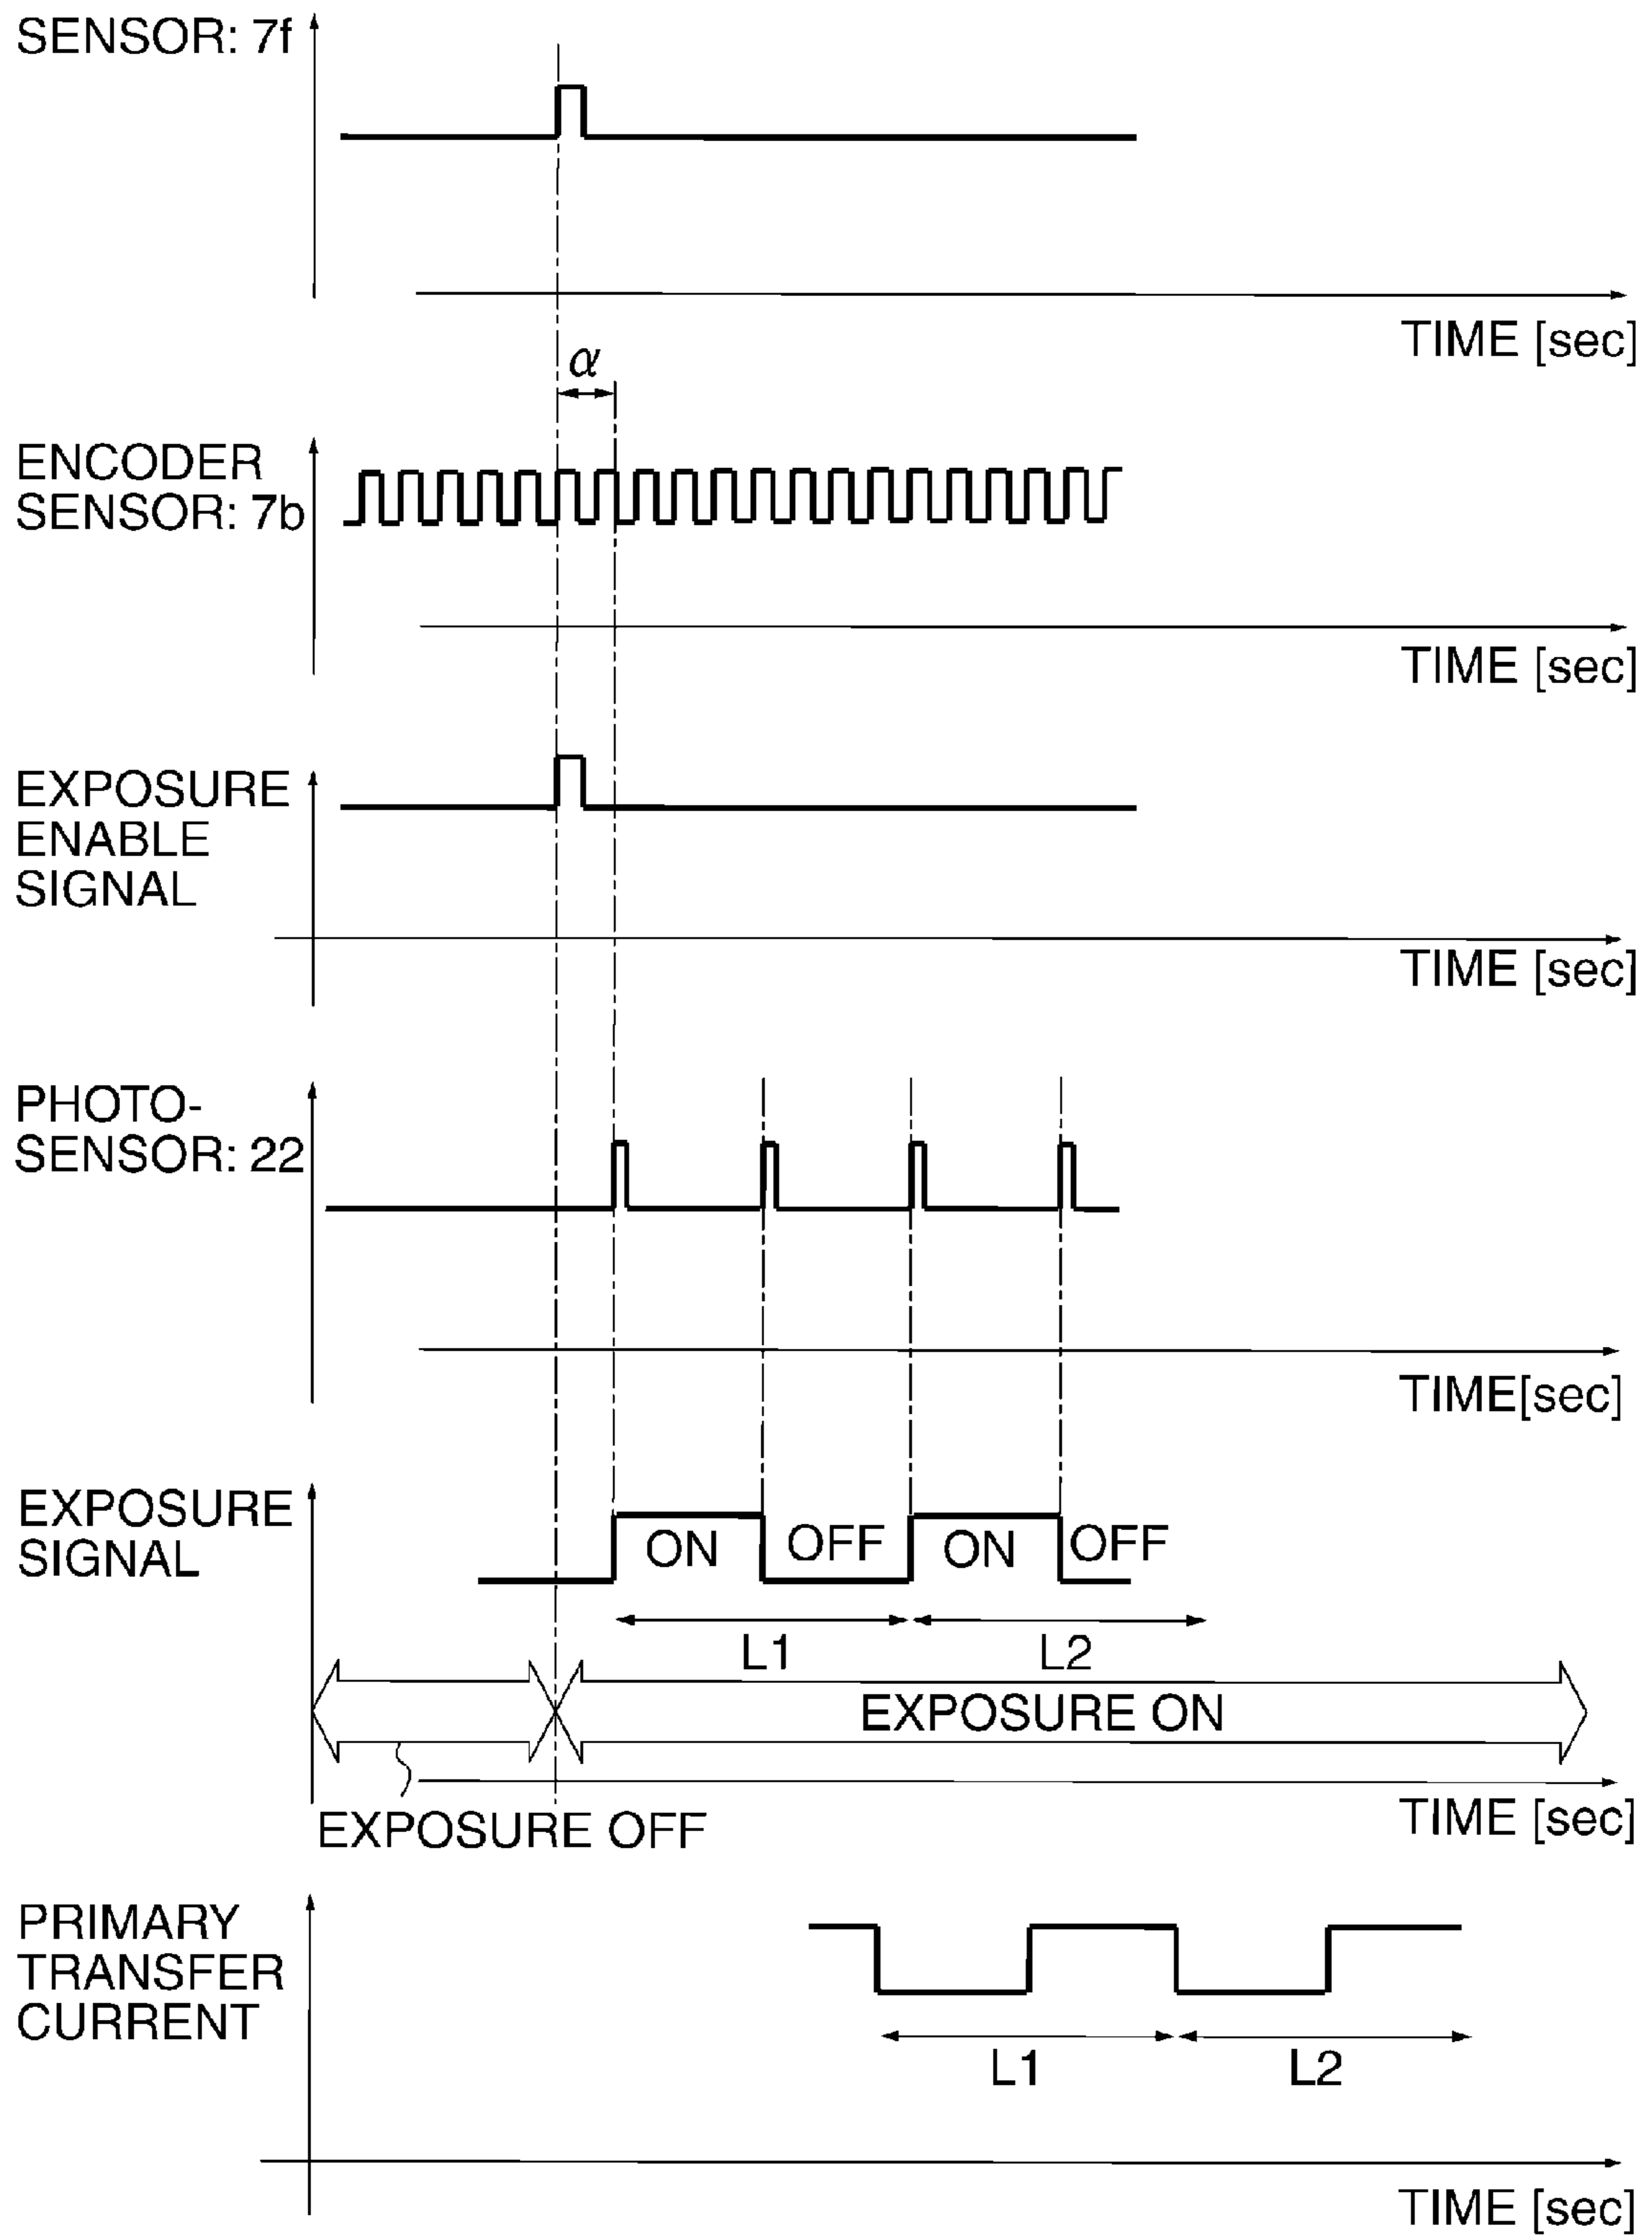 SENSOR: 7f
TIME [sec]
α
ENCODER
SENSOR: 7b
TIME [sec]
EXPOSURE
ENABLE
SIGNAL
TIME [sec]
PHOTO-
SENSOR: 22
TIME[sec]
EXPOSURE
SIGNAL
ON OFF ON OFF
L1 L2
EXPOSURE ON
EXPOSURE OFF
TIME [sec]
PRIMARY
TRANSFER
CURRENT
L1 L2
TIME [sec]